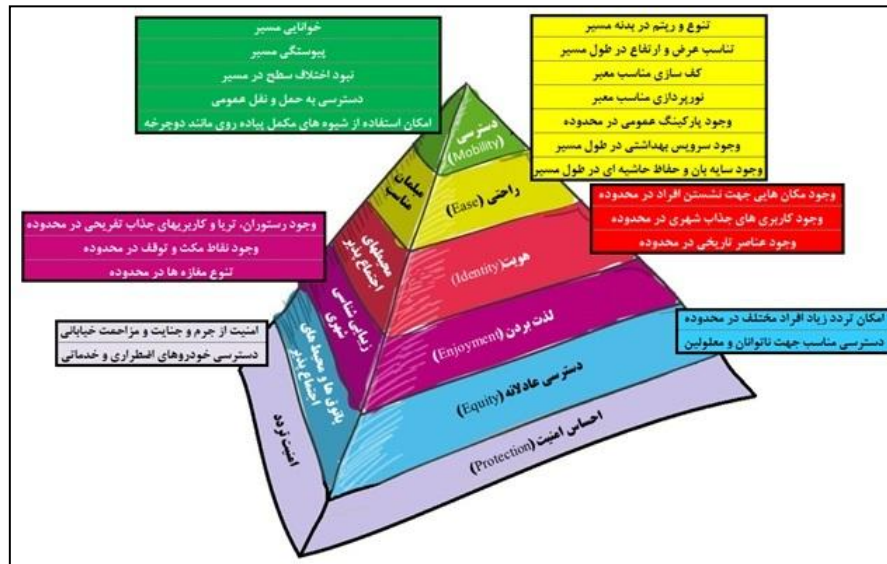 خوانایی مسیر
پیوستگی مسیر
نبود اختلاف سطح در مسیر
دسترسی به حمل و نقل عمومی
امکان استفاده از شیوه های مکمل پیاده روی مانند دوچرخه
تنوع و ریتم در بدنه مسیر
تناسب عرض و ارتفاع در طول مسیر
کف سازی مناسب معبر
نورپردازی مناسب معبر
وجود پارکینگ عمومی در محدوده
وجود سرویس بهداشتی در طول مسیر
وجود سایه بان و حفاظ حاشیه ای در طول مسیر
وجود مکان هایی جهت نشستن افراد در محدوده
وجود کاربری های جذاب شهری در محدوده
وجود عناصر تاریخی در محدوده
وجود رستوران، تریا و کاربریهای جذاب تفریحی در محدوده
وجود نقاط مکث و توقف در محدوده
تنوع مغازه ها در محدوده
امکان تردد زیاد افراد مختلف در محدوده
دسترسی مناسب جهت ناتوانان و معلولین
امنیت از جرم و جنایت و مزاحمت خیابانی
دسترسی خودروهای اضطراری و خدماتی
دسترسی
(Mobility)
راحتی (Ease)
هویت (Identity)
لذت بردن (Enjoyment)
دسترسی عادلانه (Equity)
احساس امنیت (Protection)
مبلمان
مناسب
محیطهای
اجتماع پذیر
زیبایی شناسی
شهری
پاتوق ها و محیط های
اجتماع پذیر
امنیت تردد